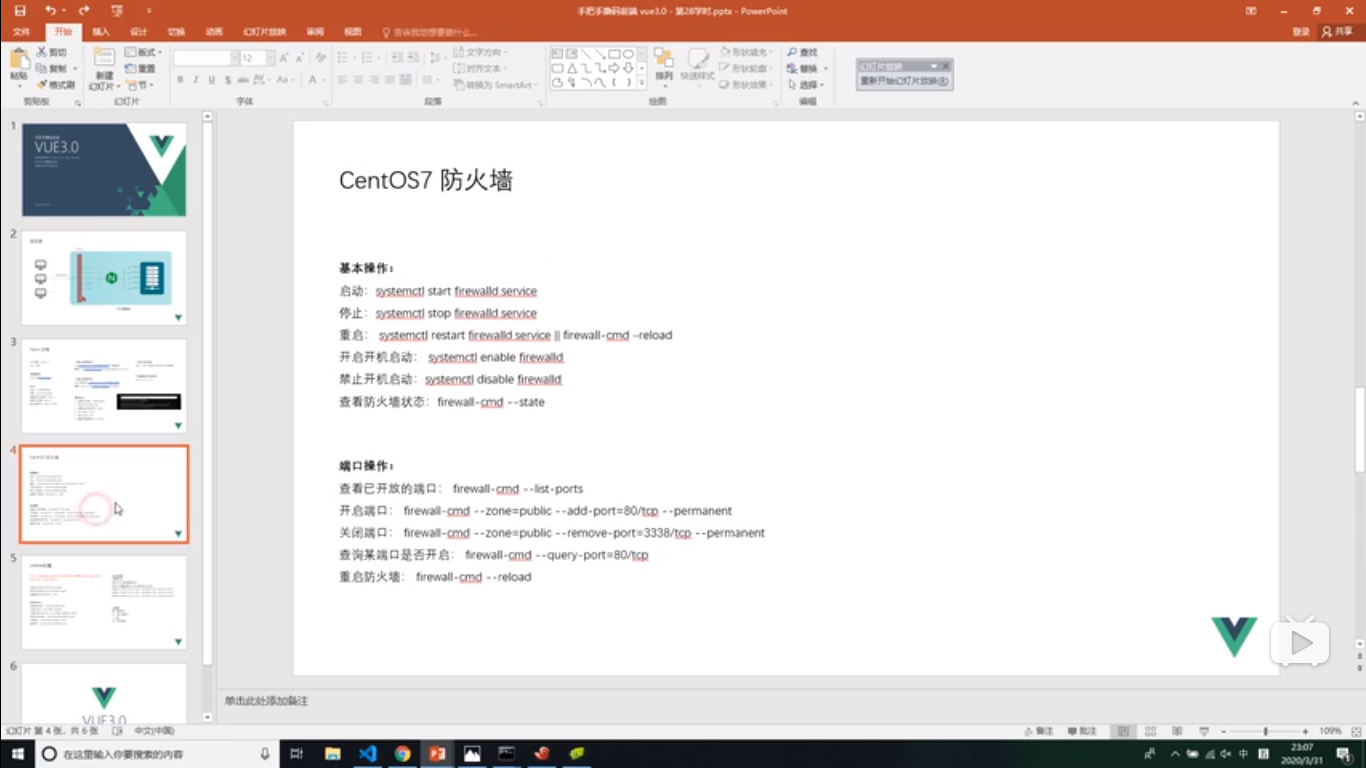 手把手撸码前端 vue3.0 - 第28学时.pptx - PowerPoint
文件 开始 插入 设计 切换 动画 幻灯片放映 审阅 视图 告诉我您想要做什么... 登录 共享
粘贴 剪切 复制 格式刷 剪贴板
新建 幻灯片 版式 重置 节 幻灯片
12 字体
文字方向 对齐文本 转换为 SmartArt 段落
排列 快速样式 形状填充 形状轮廓 形状效果 绘图
查找 替换 选择 编辑
幻灯片放映
重新开始幻灯片放映(R)
1
VUE3.0
2
3
4
CentOS7 防火墙
5
6
VUE3.0
CentOS7 防火墙
基本操作：
启动： systemctl start firewalld.service
停止： systemctl stop firewalld.service
重启： systemctl restart firewalld.service || firewall-cmd –reload
开启开机启动： systemctl enable firewalld
禁止开机启动： systemctl disable firewalld
查看防火墙状态： firewall-cmd --state
端口操作：
查看已开放的端口： firewall-cmd --list-ports
开启端口： firewall-cmd --zone=public --add-port=80/tcp --permanent
关闭端口： firewall-cmd --zone=public --remove-port=3338/tcp --permanent
查询某端口是否开启： firewall-cmd --query-port=80/tcp
重启防火墙： firewall-cmd --reload
单击此处添加备注
幻灯片 第 4 张，共 6 张 中文(中国) 备注 批注 109%
在这里输入你要搜索的内容
中
23:07
2020/3/31